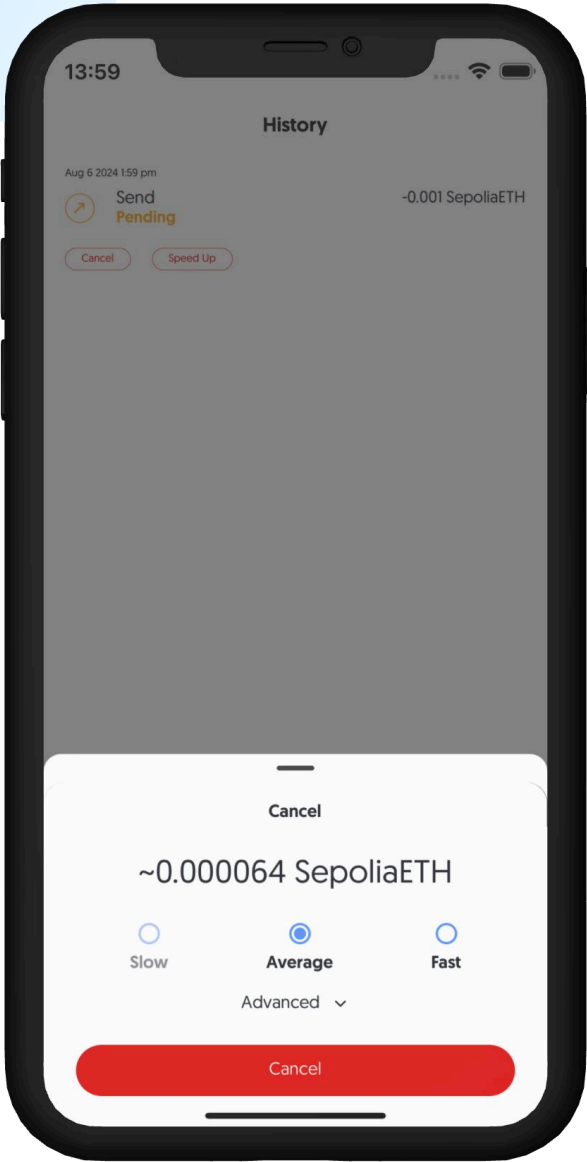 13:59
History
Aug 6 2024 1:59 pm
Send -0.001 SepoliaETH
Pending
Cancel Speed Up
Cancel
~0.000064 SepoliaETH
Slow Average Fast
Advanced
Cancel